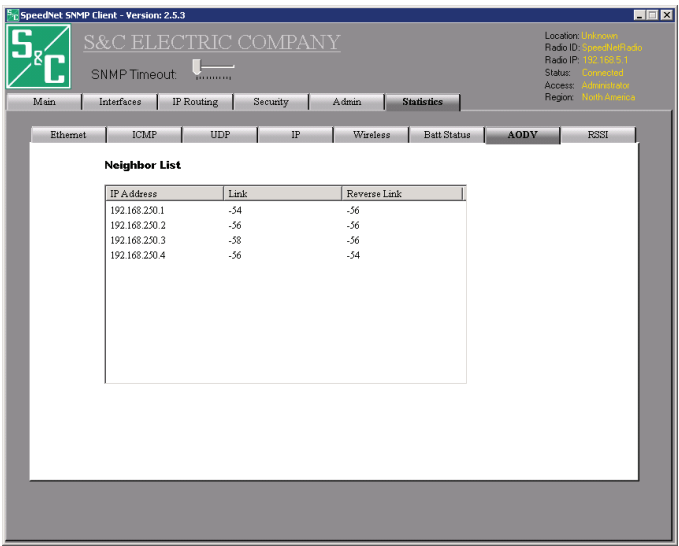 SpeedNet SNMP Client - Version: 2.5.3
S&C
S&C ELECTRIC COMPANY
SNMP Timeout:
Location: Unknown
Radio ID: SpeedNetRadio
Radio IP: 192.168.5.1
Status: Connected
Access: Administrator
Region: North America
Main Interfaces IP Routing Security Admin Statistics
Ethernet ICMP UDP IP Wireless Batt Status AODV RSSI
Neighbor List
IP Address Link Reverse Link
192.168.250.1 -54 -56
192.168.250.2 -56 -56
192.168.250.3 -58 -56
192.168.250.4 -56 -54